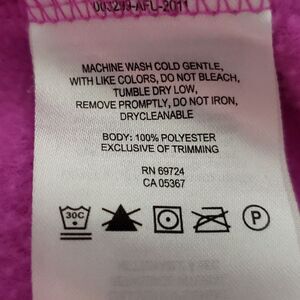 MACHINE WASH COLD GENTLE,
WITH LIKE COLORS, DO NOT BLEACH,
TUMBLE DRY LOW,
REMOVE PROMPTLY, DO NOT IRON,
DRYCLEANABLE
BODY: 100% POLYESTER
EXCLUSIVE OF TRIMMING
RN 69724
CA 05367
30C
P